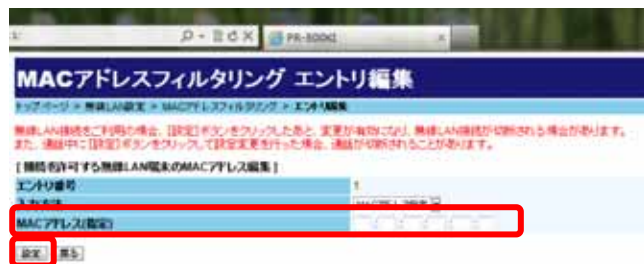 PR-500KI
MACアドレスフィルタリング エントリ編集
トップページ > 無線LAN設定 > MACアドレスフィルタリング > エントリ編集
無線LAN接続をご利用の場合、[設定]ボタンをクリックしたあと、変更が有効になり、無線LAN接続が切断される場合があります。
また、通話中に[設定]ボタンをクリックして設定変更を行った場合、通話が切断されることがあります。
[ 接続を許可する無線LAN端末のMACアドレス編集 ]
エントリ番号 1
入力方法
MACアドレス(指定)
設定 戻る